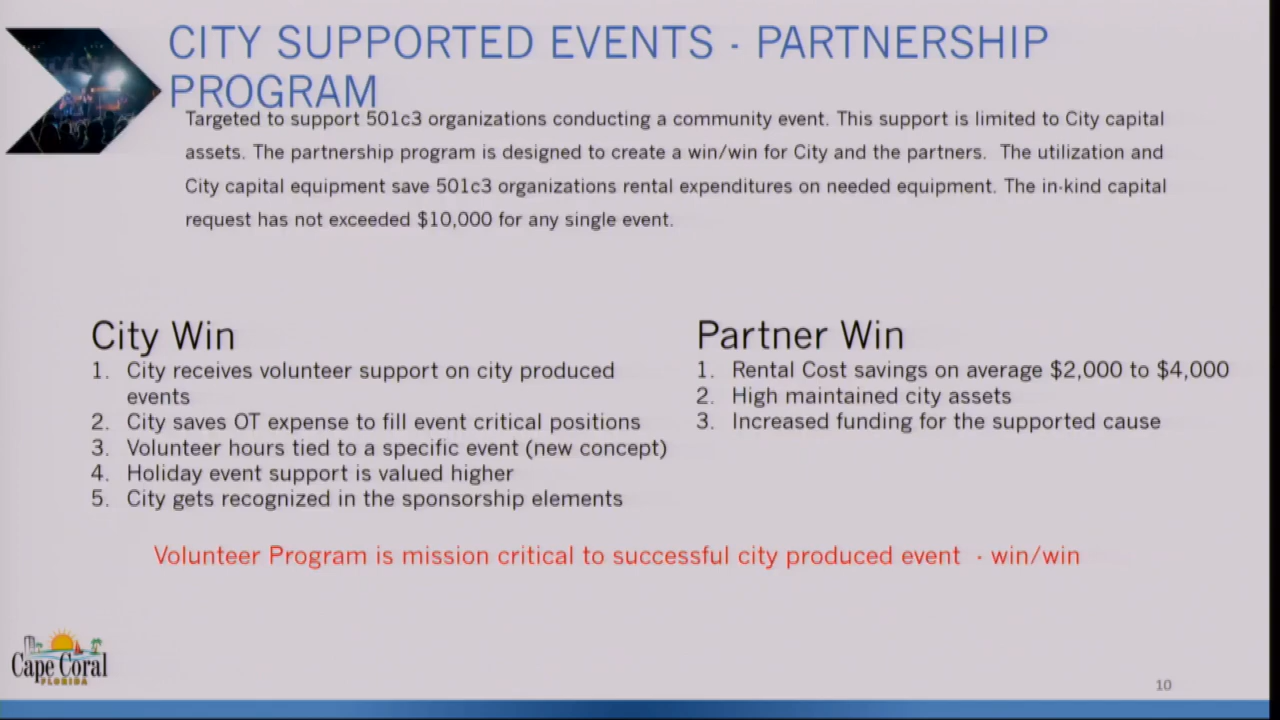 CITY SUPPORTED EVENTS - PARTNERSHIP
PROGRAM
Targeted to support 501c3 organizations conducting a community event. This support is limited to City capital
assets. The partnership program is designed to create a win/win for City and the partners. The utilization and
City capital equipment save 501c3 organizations rental expenditures on needed equipment. The in-kind capital
request has not exceeded $10,000 for any single event.
City Win
1. City receives volunteer support on city produced
events
2. City saves OT expense to fill event critical positions
3. Volunteer hours tied to a specific event (new concept)
4. Holiday event support is valued higher
5. City gets recognized in the sponsorship elements
Partner Win
1. Rental Cost savings on average $2,000 to $4,000
2. High maintained city assets
3. Increased funding for the supported cause
Volunteer Program is mission critical to successful city produced event - win/win
Cape Coral
FLORIDA
10